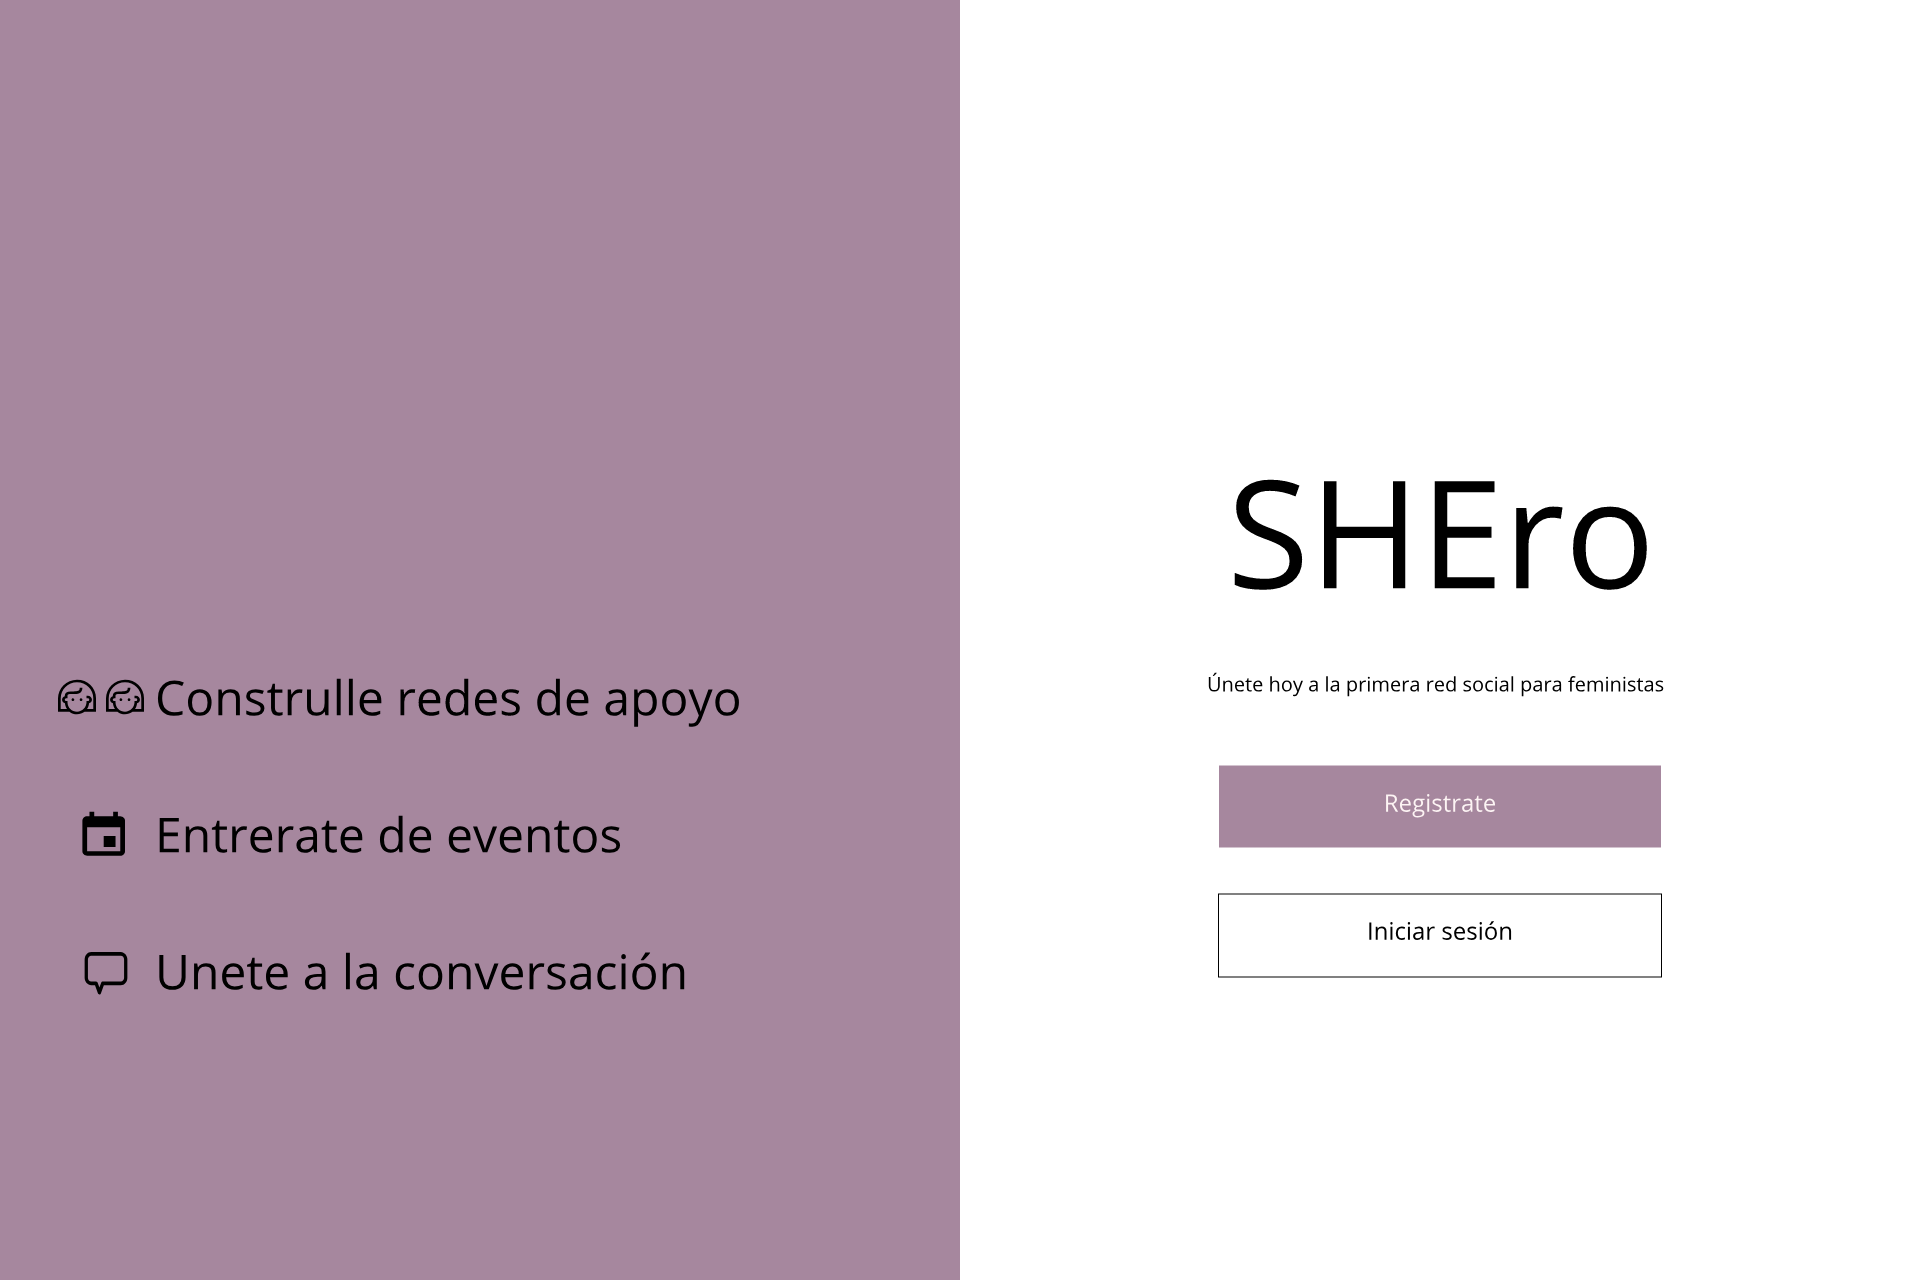 Construlle redes de apoyo
Entrerate de eventos
Unete a la conversación
SHEro
Únete hoy a la primera red social para feministas
Registrate
Iniciar sesión